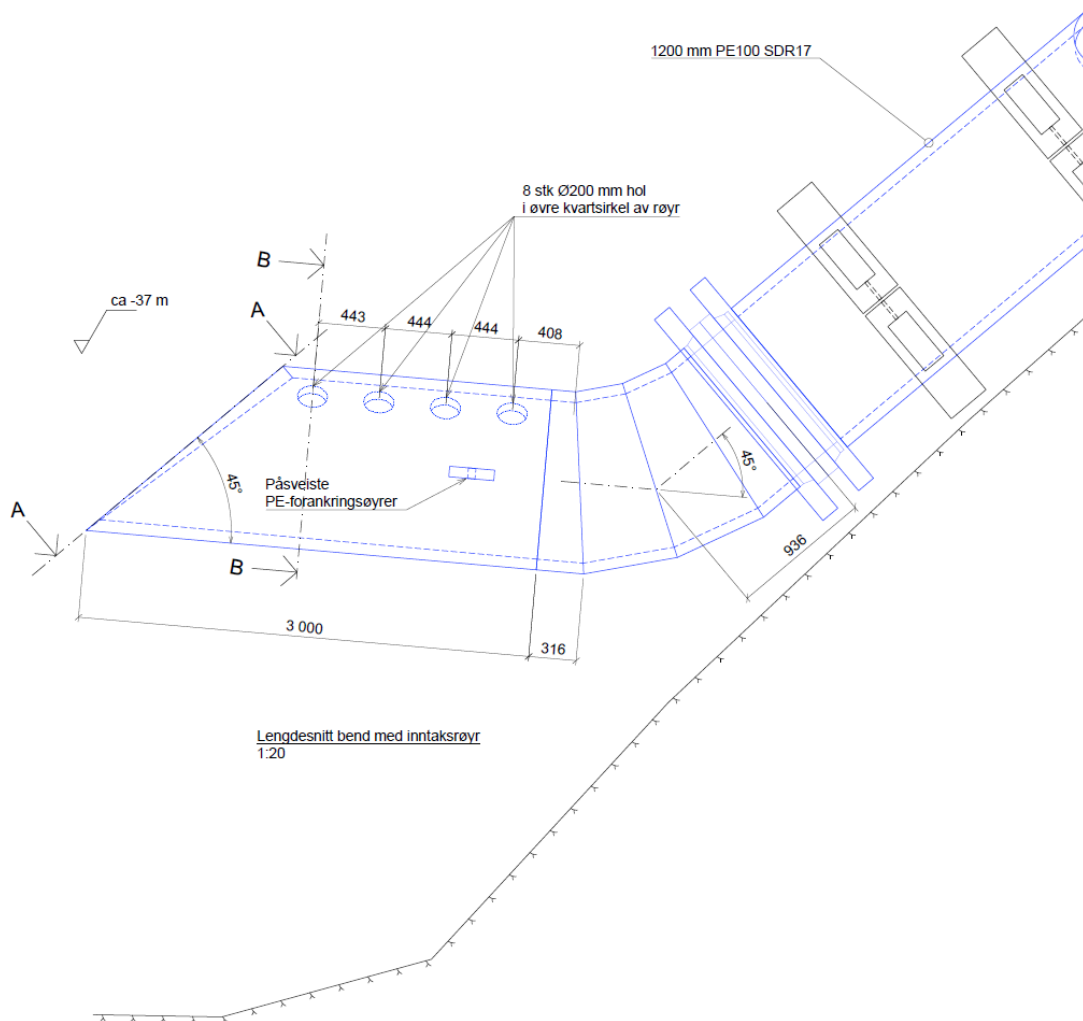 1200 mm PE100 SDR17
8 stk Ø200 mm hol
i øvre kvartsirkel av røyr
B
ca -37 m
A
443
444
444
408
45°
45°
Påsveiste
PE-forankringsøyrer
A
B
936
3 000
316
Lengdesnitt bend med inntaksrøyr
1:20